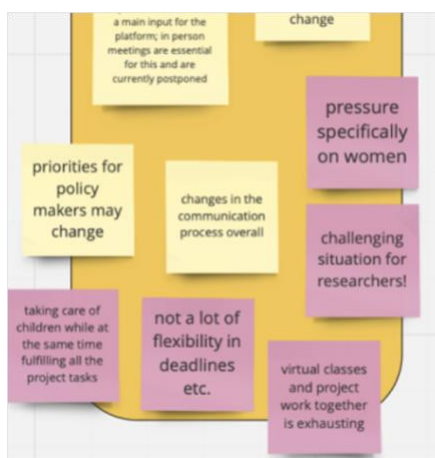 a main input for the
platform; in person
meetings are essential
for this and are
currently postponed
change
pressure
specifically
on women
priorities for
policy
makers may
change
changes in the
communication
process overall
challenging
situation for
researchers!
taking care of
children while at
the same time
fulfilling all the
project tasks
not a lot of
flexibility in
deadlines
etc.
virtual classes
and project
work together
is exhausting